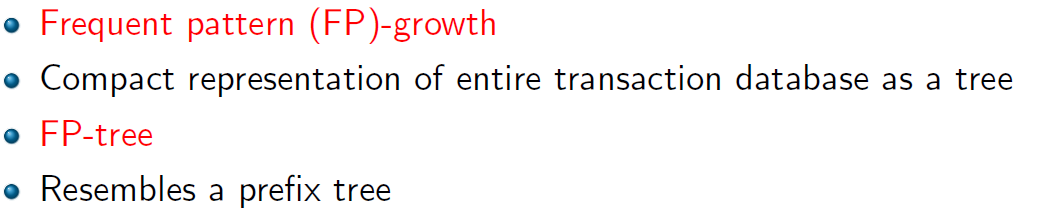 Frequent pattern (FP)-growth
Compact representation of entire transaction database as a tree
FP-tree
Resembles a prefix tree